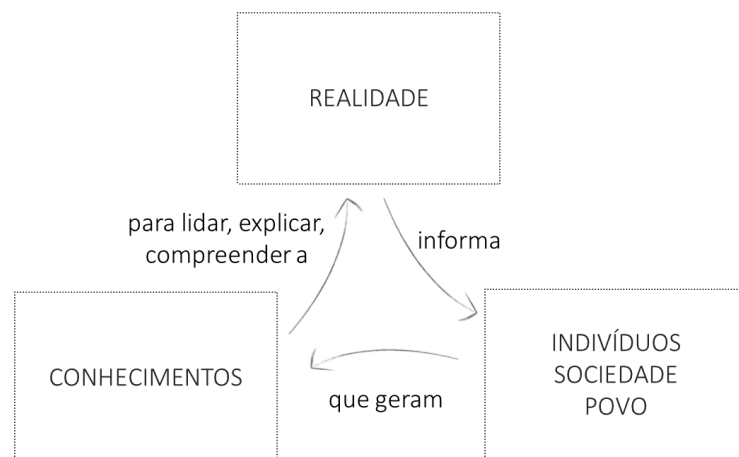 REALIDADE
para lidar, explicar,
compreender a
informa
CONHECIMENTOS
INDIVÍDUOS
SOCIEDADE
POVO
que geram